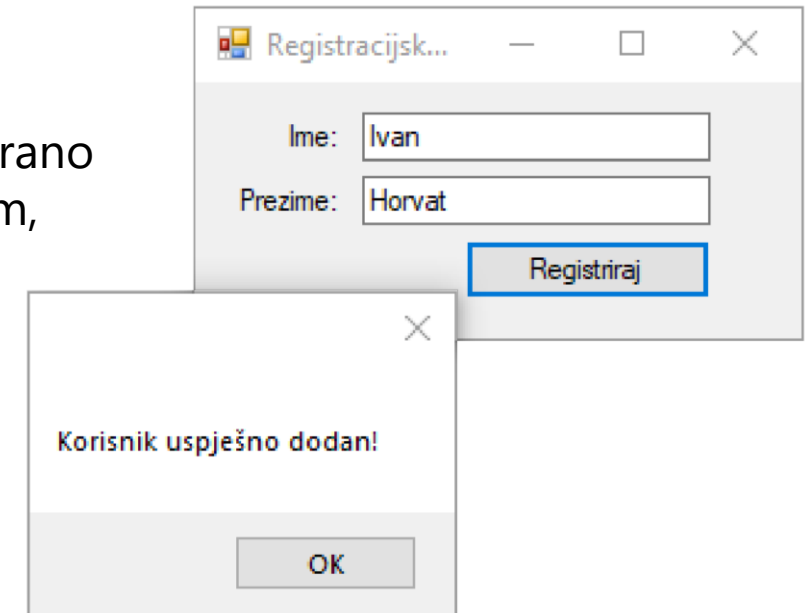 Registracijsk...
rano
m,
Ime: Ivan
Prezime: Horvat
Registriraj
Korisnik uspješno dodan!
OK